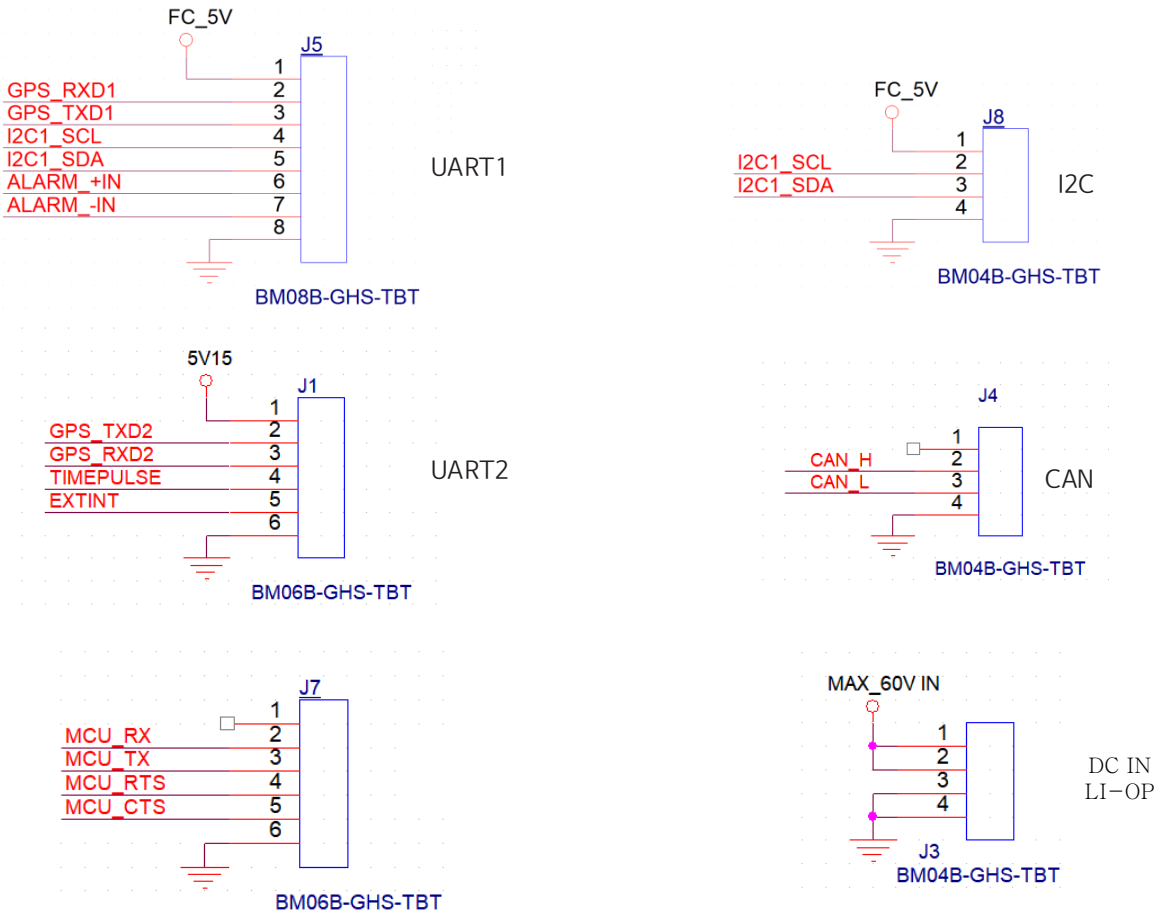 FC_5V
J5
1
GPS_RXD1
2
GPS_TXD1
3
I2C1_SCL
4
I2C1_SDA
5
ALARM_+IN
6
ALARM_-IN
7
8
UART1
BM08B-GHS-TBT
FC_5V
J8
1
I2C1_SCL
2
I2C1_SDA
3
4
I2C
BM04B-GHS-TBT
5V15
J1
1
GPS_TXD2
2
GPS_RXD2
3
TIMEPULSE
4
EXTINT
5
6
UART2
BM06B-GHS-TBT
J4
1
CAN_H
2
CAN_L
3
4
CAN
BM04B-GHS-TBT
J7
1
MCU_RX
2
MCU_TX
3
MCU_RTS
4
MCU_CTS
5
6
BM06B-GHS-TBT
MAX_60V IN
1
2
3
4
DC IN
LI-OP
J3
BM04B-GHS-TBT